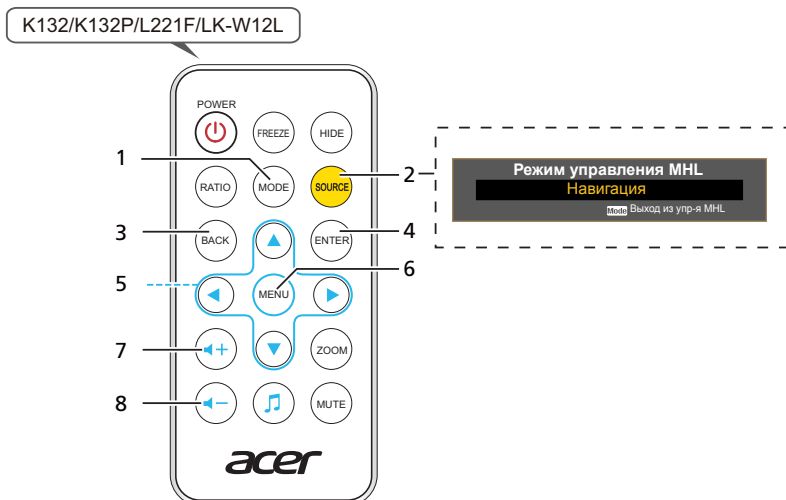 K132/K132P/L221F/LK-W12L
POWER
FREEZE
HIDE
1
RATIO
MODE
SOURCE
2
Режим управления MHL
Навигация
Mode Выход из упр-я MHL
3
BACK
ENTER
4
5
MENU
6
7
ZOOM
8
MUTE
acer